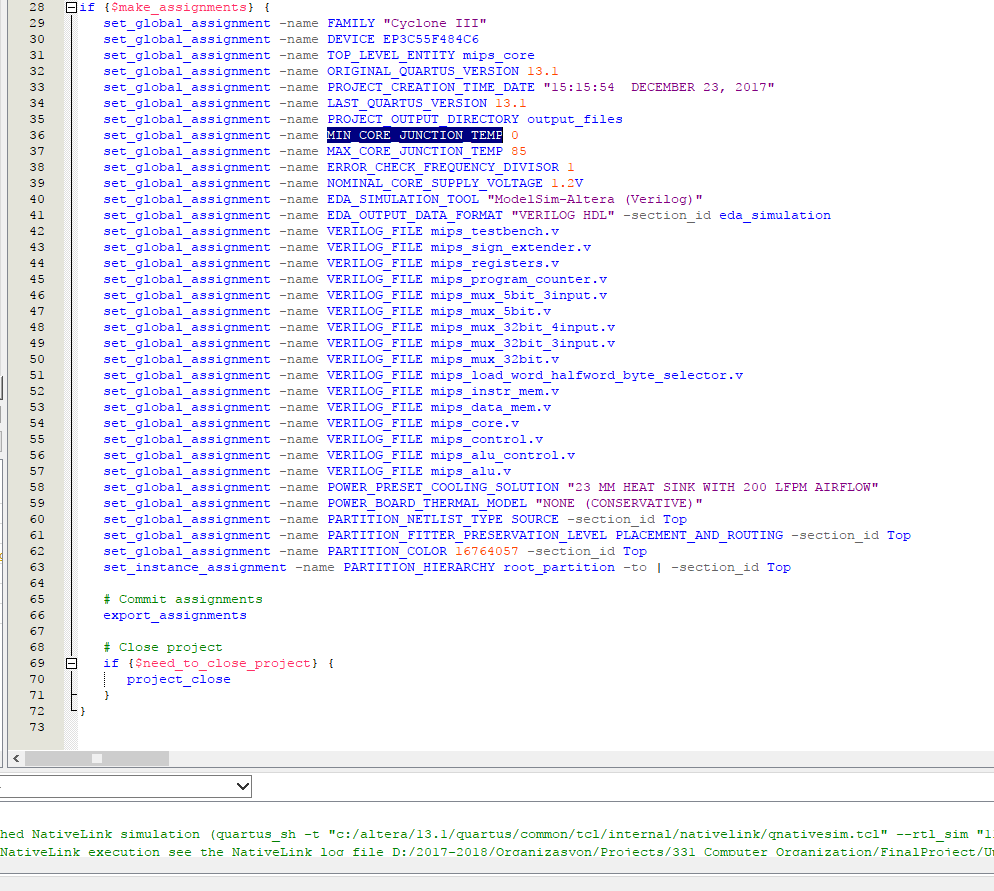 28 if {$make_assignments} {
29 set_global_assignment -name FAMILY "Cyclone III"
30 set_global_assignment -name DEVICE EP3C55F484C6
31 set_global_assignment -name TOP_LEVEL_ENTITY mips_core
32 set_global_assignment -name ORIGINAL_QUARTUS_VERSION 13.1
33 set_global_assignment -name PROJECT_CREATION_TIME_DATE "15:15:54  DECEMBER 23, 2017"
34 set_global_assignment -name LAST_QUARTUS_VERSION 13.1
35 set_global_assignment -name PROJECT_OUTPUT_DIRECTORY output_files
36 set_global_assignment -name MIN_CORE_JUNCTION_TEMP 0
37 set_global_assignment -name MAX_CORE_JUNCTION_TEMP 85
38 set_global_assignment -name ERROR_CHECK_FREQUENCY_DIVISOR 1
39 set_global_assignment -name NOMINAL_CORE_SUPPLY_VOLTAGE 1.2V
40 set_global_assignment -name EDA_SIMULATION_TOOL "ModelSim-Altera (Verilog)"
41 set_global_assignment -name EDA_OUTPUT_DATA_FORMAT "VERILOG HDL" -section_id eda_simulation
42 set_global_assignment -name VERILOG_FILE mips_testbench.v
43 set_global_assignment -name VERILOG_FILE mips_sign_extender.v
44 set_global_assignment -name VERILOG_FILE mips_registers.v
45 set_global_assignment -name VERILOG_FILE mips_program_counter.v
46 set_global_assignment -name VERILOG_FILE mips_mux_5bit_3input.v
47 set_global_assignment -name VERILOG_FILE mips_mux_5bit.v
48 set_global_assignment -name VERILOG_FILE mips_mux_32bit_4input.v
49 set_global_assignment -name VERILOG_FILE mips_mux_32bit_3input.v
50 set_global_assignment -name VERILOG_FILE mips_mux_32bit.v
51 set_global_assignment -name VERILOG_FILE mips_load_word_halfword_byte_selector.v
52 set_global_assignment -name VERILOG_FILE mips_instr_mem.v
53 set_global_assignment -name VERILOG_FILE mips_data_mem.v
54 set_global_assignment -name VERILOG_FILE mips_core.v
55 set_global_assignment -name VERILOG_FILE mips_control.v
56 set_global_assignment -name VERILOG_FILE mips_alu_control.v
57 set_global_assignment -name VERILOG_FILE mips_alu.v
58 set_global_assignment -name POWER_PRESET_COOLING_SOLUTION "23 MM HEAT SINK WITH 200 LFPM AIRFLOW"
59 set_global_assignment -name POWER_BOARD_THERMAL_MODEL "NONE (CONSERVATIVE)"
60 set_global_assignment -name PARTITION_NETLIST_TYPE SOURCE -section_id Top
61 set_global_assignment -name PARTITION_FITTER_PRESERVATION_LEVEL PLACEMENT_AND_ROUTING -section_id Top
62 set_global_assignment -name PARTITION_COLOR 16764057 -section_id Top
63 set_instance_assignment -name PARTITION_HIERARCHY root_partition -to | -section_id Top
64
65 # Commit assignments
66 export_assignments
67
68 # Close project
69 if {$need_to_close_project} {
70 project_close
71 }
72 }
73
hed NativeLink simulation (quartus_sh -t "c:/altera/13.1/quartus/common/tcl/internal/nativelink/qnativesim.tcl" --rtl_sim
NativeLink execution see the NativeLink log file D:/2017-2018/Organizasyon/Projects/331 Computer Organization/FinalProject/